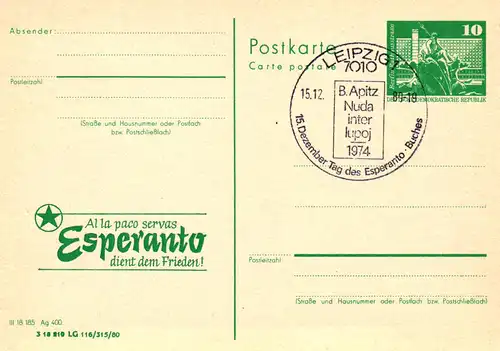 Absender:
Postleitzahl
(Straße und Hausnummer oder Postfach
bzw. Postschließfach)
Al la paco servas
Esperanto
dient dem Frieden!
III 18 185 Ag 400
3 18 819 LG 116/315/80
Postkarte
Carte postale
10
DEUTSCHE DEMOKRATISCHE REPUBLIK
LEIPZIG 1
7010
15.12. 80-19
B. Apitz
Nuda
inter
lupoj
1974
15. Dezember Tag des Esperanto-Buches
Postleitzahl
(Straße und Hausnummer oder Postfach bzw. Postschließfach)